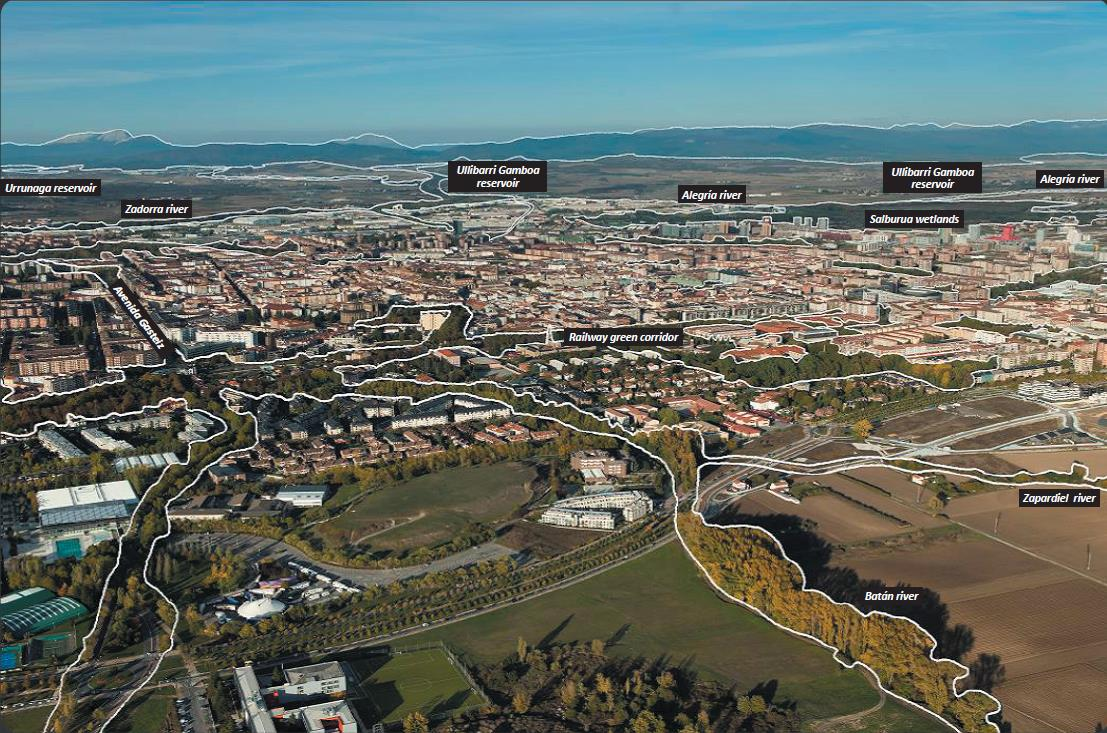 Urrunaga reservoir
Zadorra river
Ullibarri Gamboa
reservoir
Alegría river
Ullibarri Gamboa
reservoir
Alegría river
Salburua wetlands
Avenida Gasteiz
Railway green corridor
Zapardiel river
Batán river